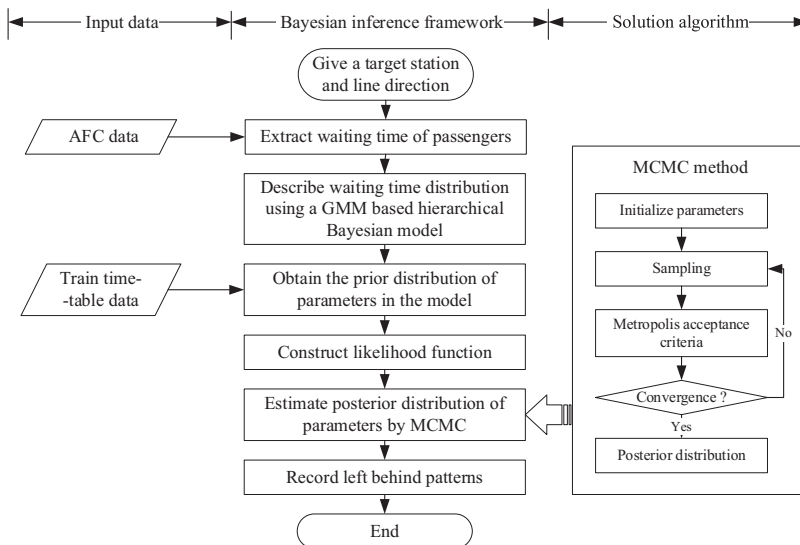 Input data
Bayesian inference framework
Solution algorithm
Give a target station
and line direction
AFC data
Extract waiting time of passengers
Describe waiting time distribution
using a GMM based hierarchical
Bayesian model
Train time-
-table data
Obtain the prior distribution of
parameters in the model
Construct likelihood function
Estimate posterior distribution of
parameters by MCMC
Record left behind patterns
End
MCMC method
Initialize parameters
Sampling
Metropolis acceptance
criteria
No
Convergence ?
Yes
Posterior distribution